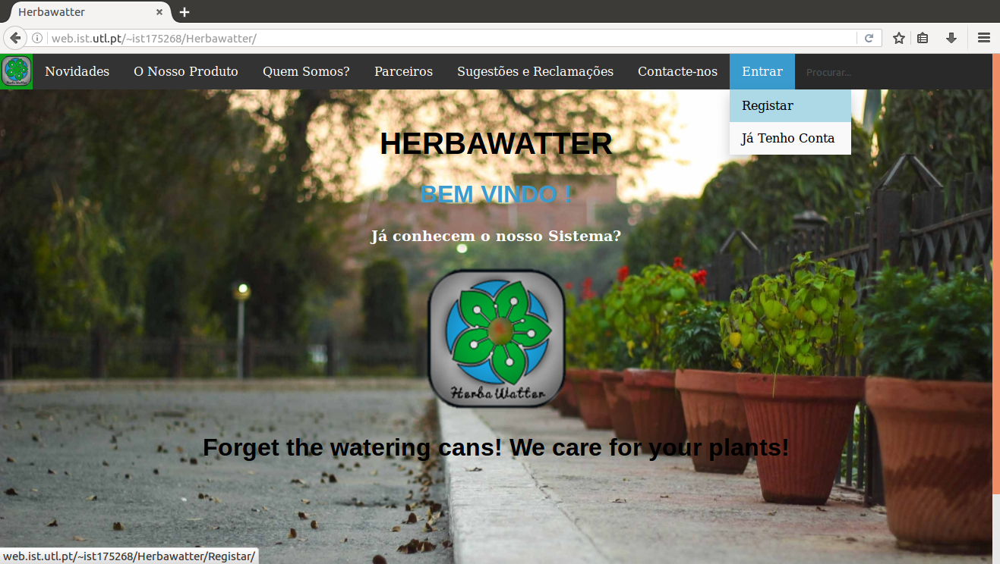 Herbawatter
web.ist.utl.pt/~ist175268/Herbawatter/
Novidades O Nosso Produto Quem Somos? Parceiros Sugestões e Reclamações Contacte-nos Entrar Procurar...
Registar
Já Tenho Conta
HERBAWATTER
BEM VINDO !
Já conhecem o nosso Sistema?
HerbaWatter
Forget the watering cans! We care for your plants!
web.ist.utl.pt/~ist175268/Herbawatter/Registar/